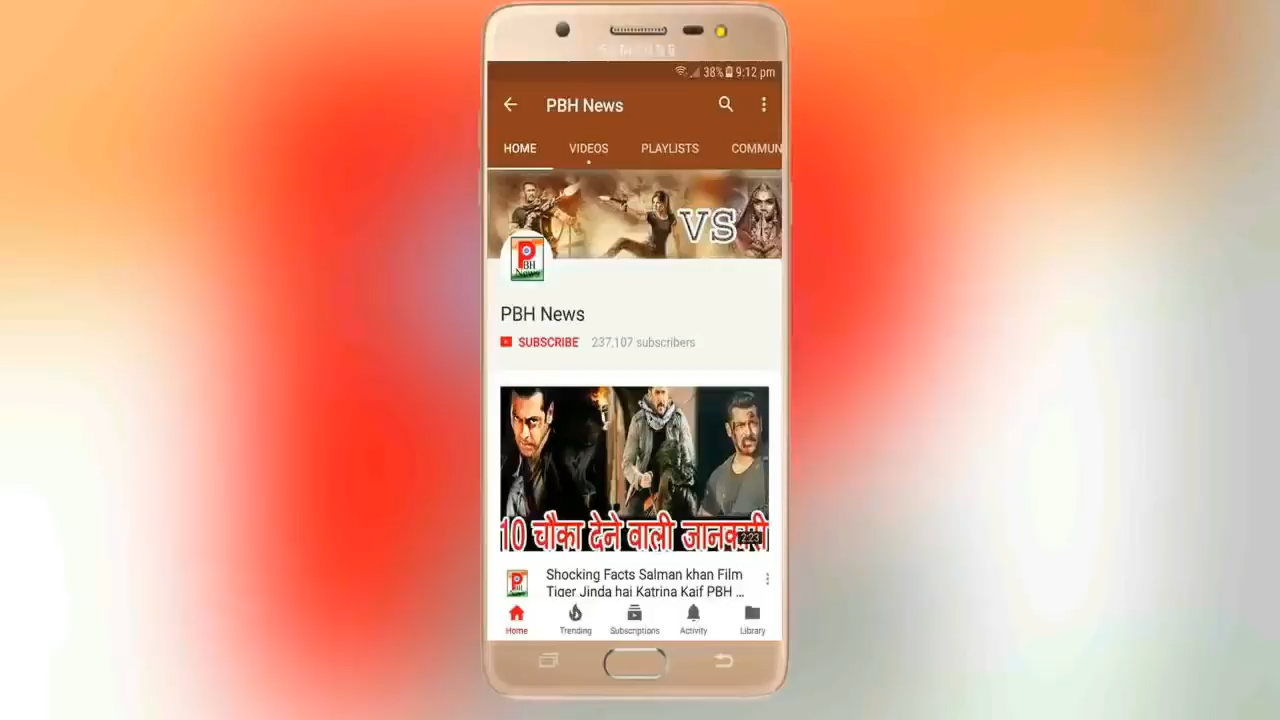 SAMSUNG
38% 9:12 pm
PBH News
HOME VIDEOS PLAYLISTS COMMUN
VS
P
BH
News
PBH News
SUBSCRIBE 237,107 subscribers
10 चौका देने वाली जानकारी
2:23
Shocking Facts Salman khan Film
Tiger Jinda hai Katrina Kaif PBH ...
Home Trending Subscriptions Activity Library